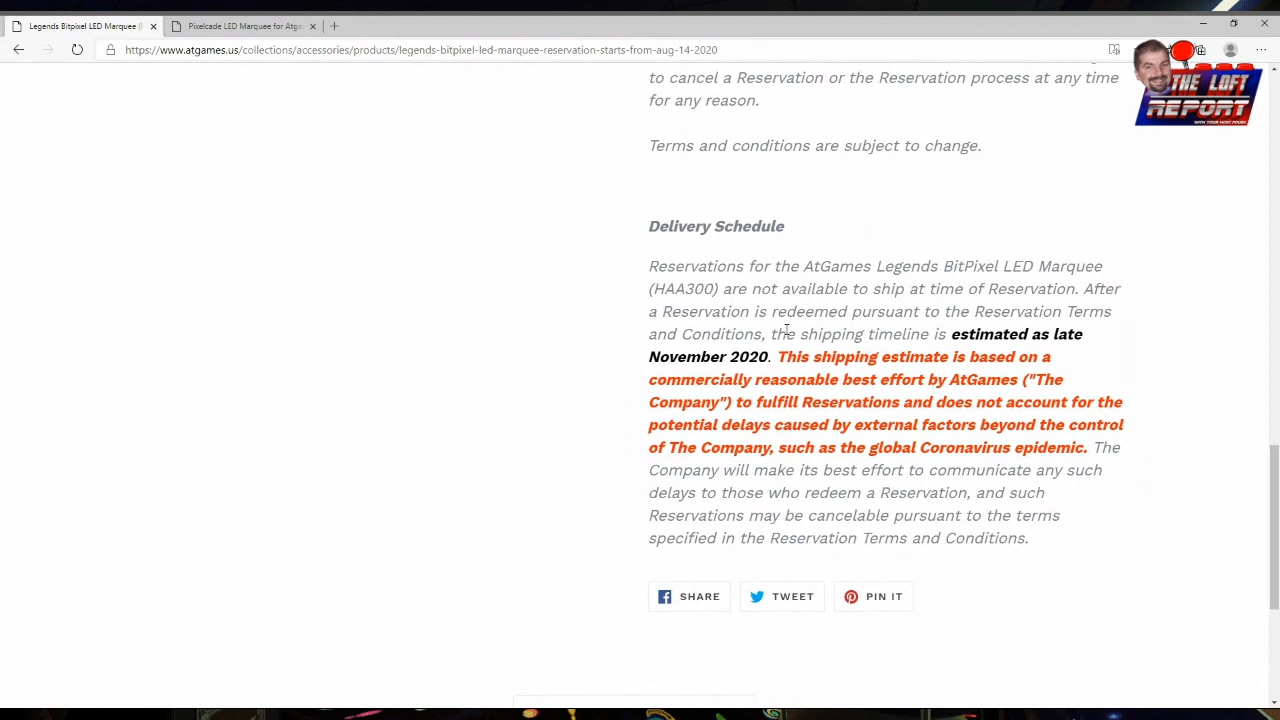 Legends Bitpixel LED Marquee (
Pixelcade LED Marquee for Atga
https://www.atgames.us/collections/accessories/products/legends-bitpixel-led-marquee-reservation-starts-from-aug-14-2020
THE LOFT
REPORT
to cancel a Reservation or the Reservation process at any time
for any reason.
Terms and conditions are subject to change.
Delivery Schedule
Reservations for the AtGames Legends BitPixel LED Marquee
(HAA300) are not available to ship at time of Reservation. After
a Reservation is redeemed pursuant to the Reservation Terms
and Conditions, the shipping timeline is estimated as late
November 2020. This shipping estimate is based on a
commercially reasonable best effort by AtGames ("The
Company") to fulfill Reservations and does not account for the
potential delays caused by external factors beyond the control
of The Company, such as the global Coronavirus epidemic. The
Company will make its best effort to communicate any such
delays to those who redeem a Reservation, and such
Reservations may be cancelable pursuant to the terms
specified in the Reservation Terms and Conditions.
SHARE
TWEET
PIN IT